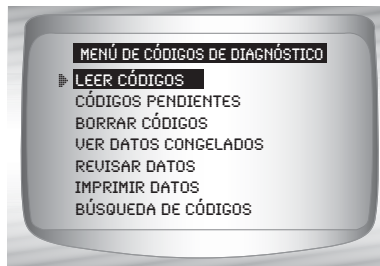 MENÚ DE CÓDIGOS DE DIAGNÓSTICO
LEER CÓDIGOS
CÓDIGOS PENDIENTES
BORRAR CÓDIGOS
VER DATOS CONGELADOS
REVISAR DATOS
IMPRIMIR DATOS
BÚSQUEDA DE CÓDIGOS